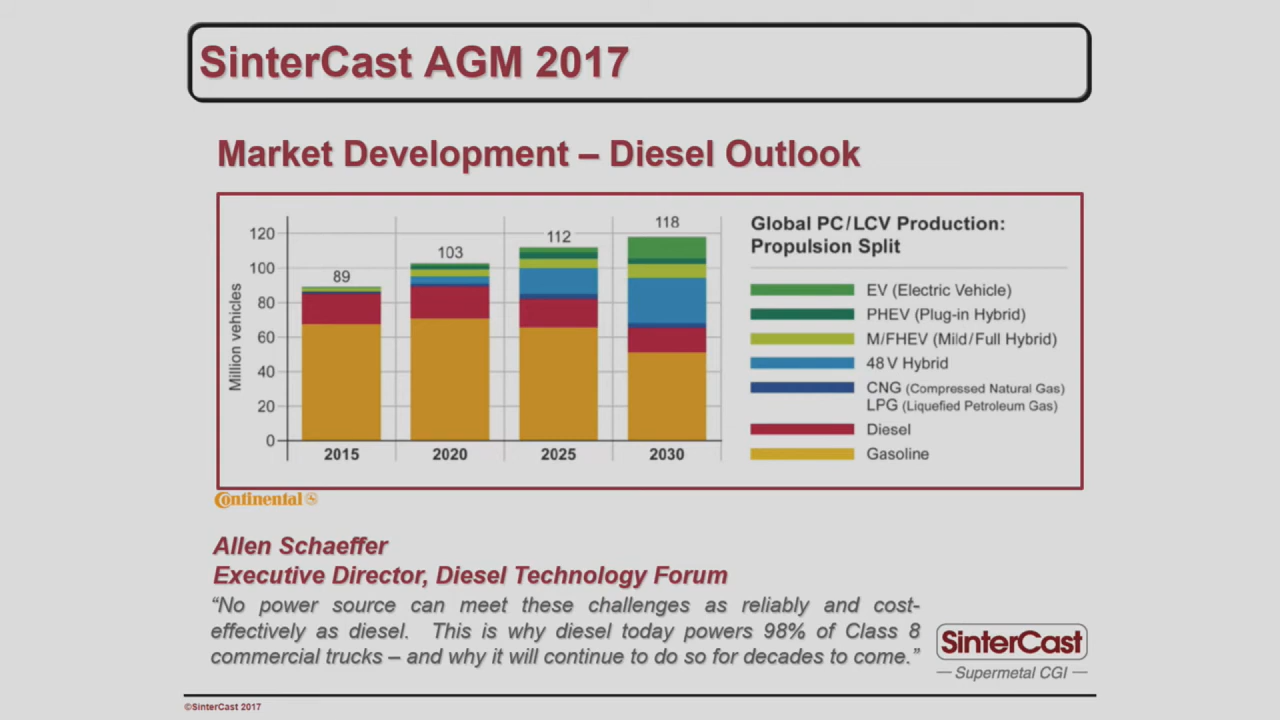 SinterCast AGM 2017
Market Development – Diesel Outlook
Million vehicles
120
100
80
60
40
20
0
89
103
112
118
2015
2020
2025
2030
Global PC/LCV Production:
Propulsion Split
EV (Electric Vehicle)
PHEV (Plug-in Hybrid)
M/FHEV (Mild/Full Hybrid)
48 V Hybrid
CNG (Compressed Natural Gas)
LPG (Liquefied Petroleum Gas)
Diesel
Gasoline
Continental
Allen Schaeffer
Executive Director, Diesel Technology Forum
“No power source can meet these challenges as reliably and cost-
effectively as diesel. This is why diesel today powers 98% of Class 8
commercial trucks – and why it will continue to do so for decades to come.”
SinterCast
Supermetal CGI
©SinterCast 2017